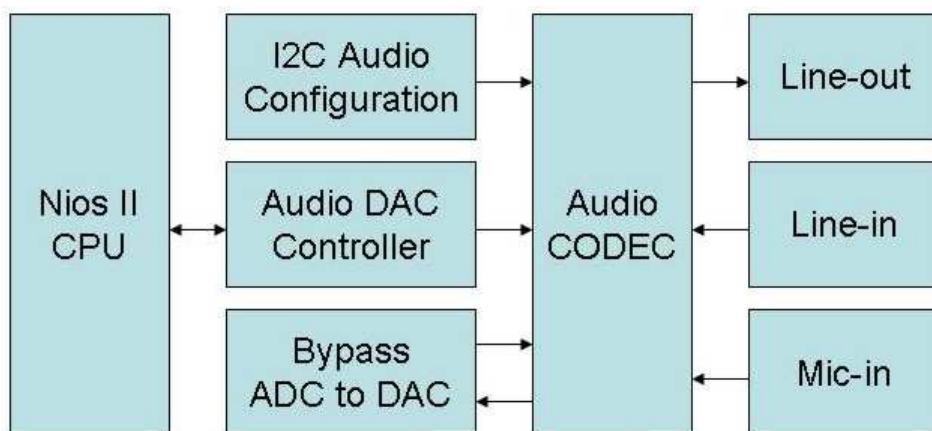 Nios II
CPU
I2C Audio
Configuration
Audio DAC
Controller
Bypass
ADC to DAC
Audio
CODEC
Line-out
Line-in
Mic-in